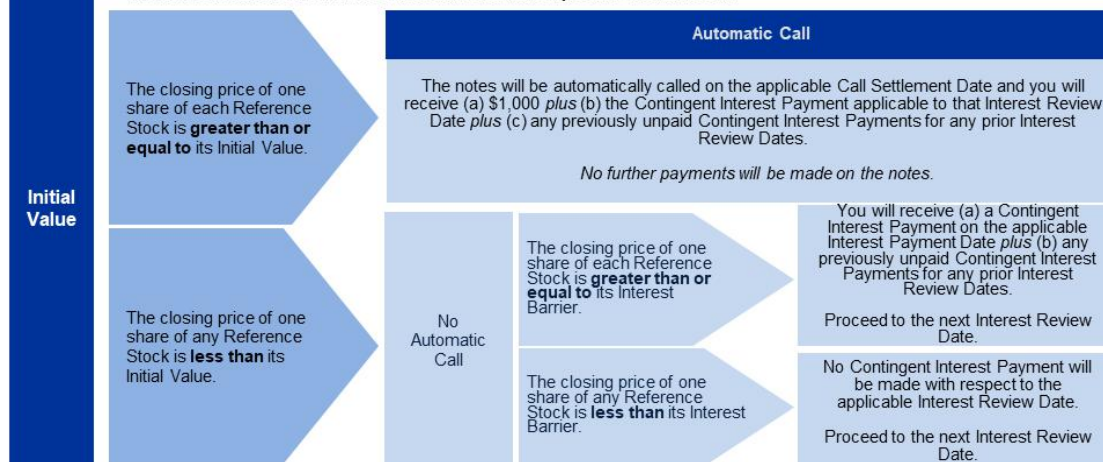 Initial
Value
The closing price of one
share of each Reference
Stock is greater than or
equal to its Initial Value.
Automatic Call
The notes will be automatically called on the applicable Call Settlement Date and you will
receive (a) $1,000 plus (b) the Contingent Interest Payment applicable to that Interest Review
Date plus (c) any previously unpaid Contingent Interest Payments for any prior Interest
Review Dates.
No further payments will be made on the notes.
The closing price of one
share of any Reference
Stock is less than its
Initial Value.
No
Automatic
Call
The closing price of one
share of each Reference
Stock is greater than or
equal to its Interest
Barrier.
You will receive (a) a Contingent
Interest Payment on the applicable
Interest Payment Date plus (b) any
previously unpaid Contingent Interest
Payments for any prior Interest
Review Dates.
Proceed to the next Interest Review
Date.
The closing price of one
share of any Reference
Stock is less than its Interest
Barrier.
No Contingent Interest Payment will
be made with respect to the
applicable Interest Review Date.
Proceed to the next Interest Review
Date.